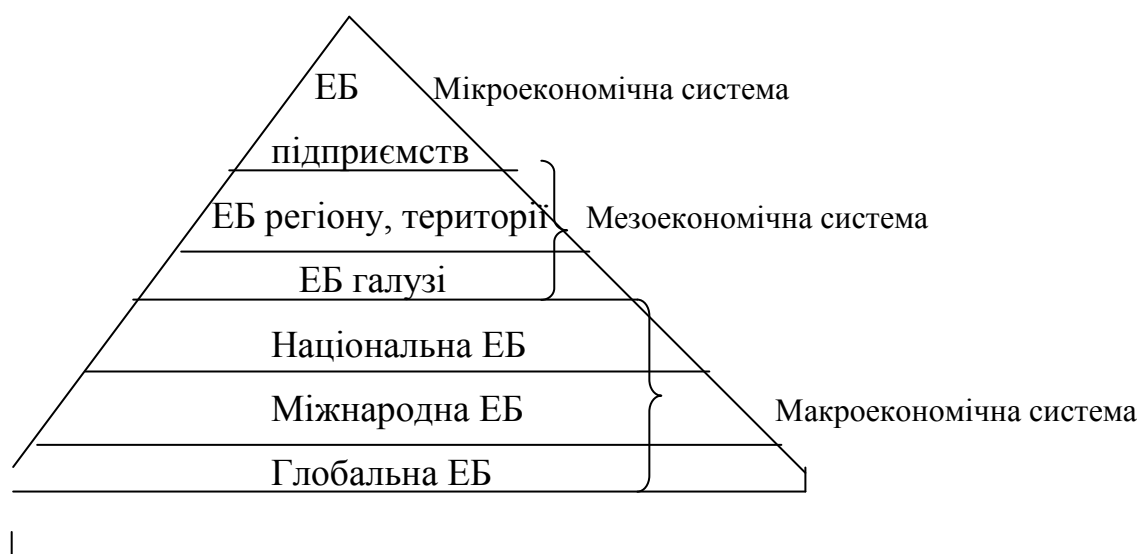 ЕБ Мікроекономічна система
підприємств
ЕБ регіону, території Мезоекономічна система
ЕБ галузі
Національна ЕБ
Міжнародна ЕБ Макроекономічна система
Глобальна ЕБ